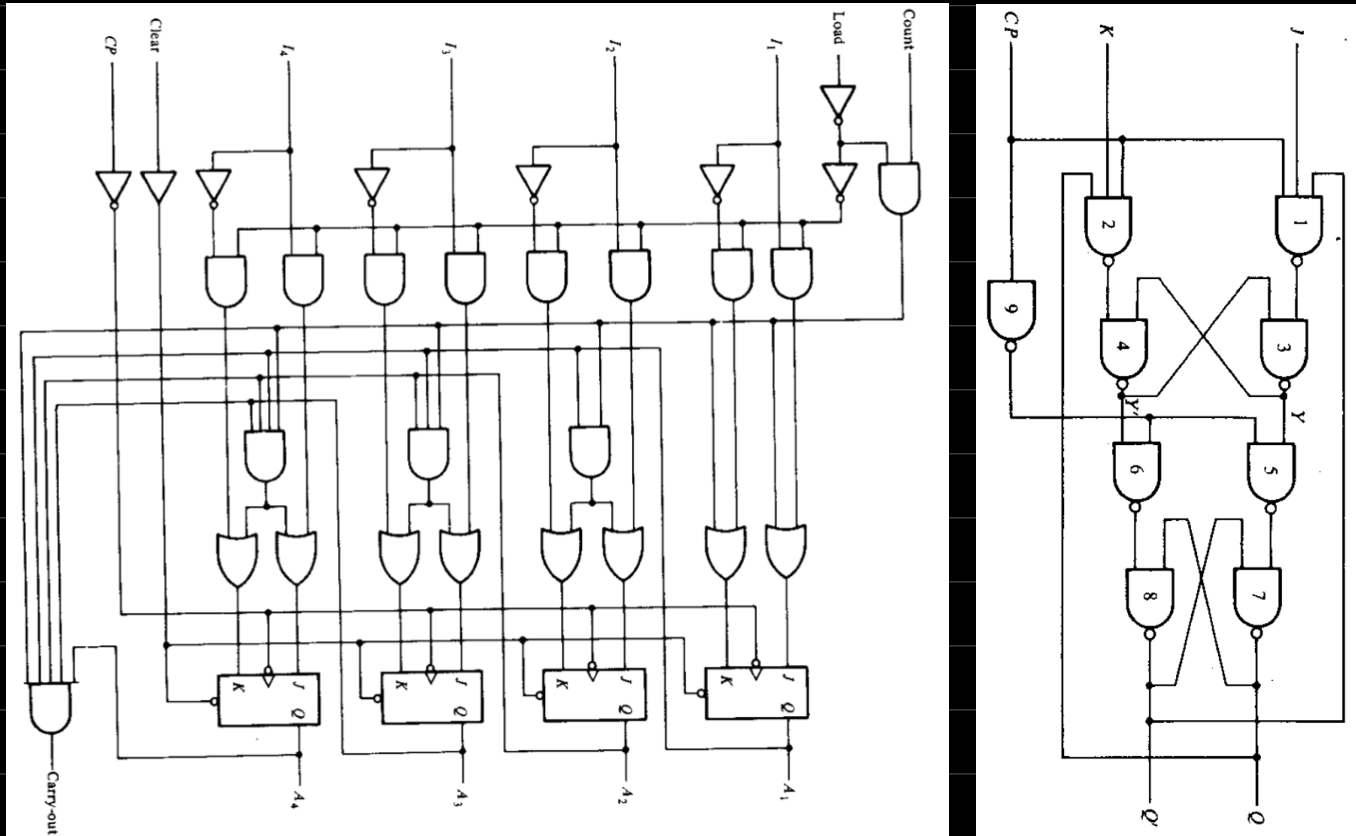 Count
Load
I₁
I₂
I₃
I₄
Clear
CP
J
Q
K
A₁
J
Q
K
A₂
J
Q
K
A₃
J
Q
K
A₄
Carry-out
J
K
CP
1
2
3
4
9
Y
Y'
5
6
7
8
Q
Q'